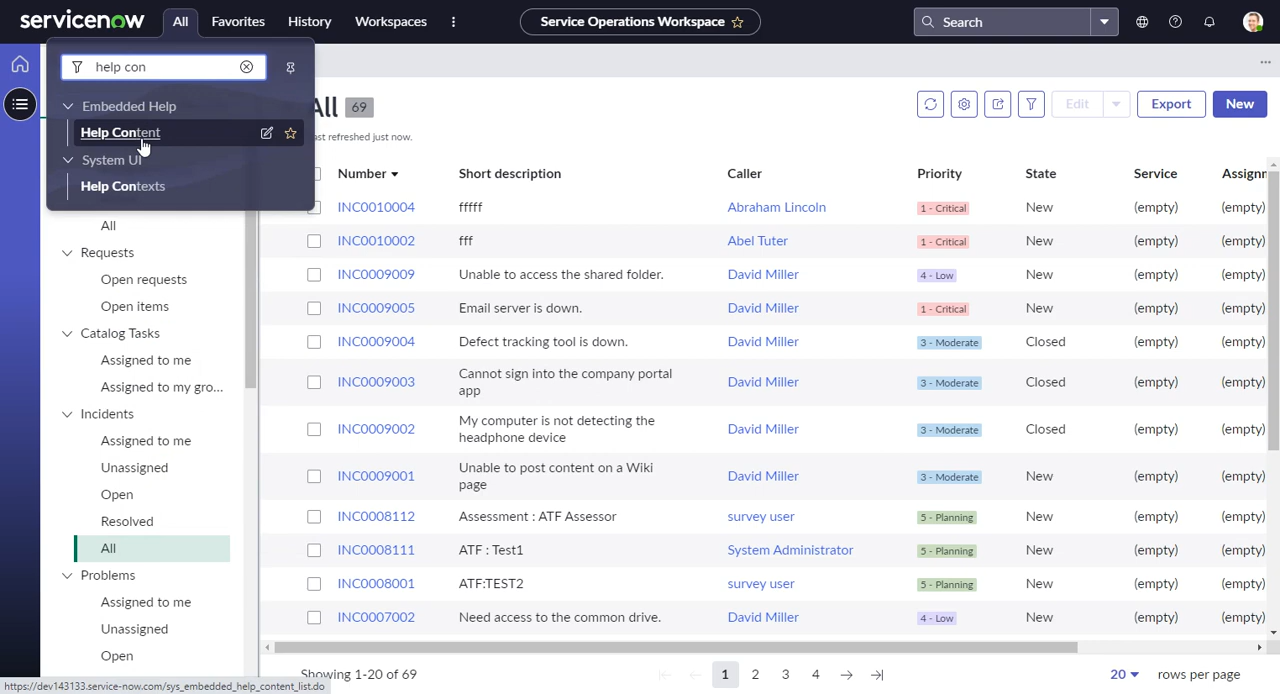 servicenow All Favorites History Workspaces Service Operations Workspace Search
help con
Embedded Help
Help Content
System UI
Help Contexts
All
Requests
Open requests
Open items
Catalog Tasks
Assigned to me
Assigned to my gro...
Incidents
Assigned to me
Unassigned
Open
Resolved
All
Problems
Assigned to me
Unassigned
Open
All 69
ast refreshed just now.
Edit Export New
Number Short description Caller Priority State Service Assignn
INC0010004 fffff Abraham Lincoln 1 - Critical New (empty) (empty)
INC0010002 fff Abel Tuter 1 - Critical New (empty) (empty)
INC0009009 Unable to access the shared folder. David Miller 4 - Low New (empty) (empty)
INC0009005 Email server is down. David Miller 1 - Critical New (empty) (empty)
INC0009004 Defect tracking tool is down. David Miller 3 - Moderate Closed (empty) (empty)
INC0009003 Cannot sign into the company portal app David Miller 3 - Moderate Closed (empty) (empty)
INC0009002 My computer is not detecting the headphone device David Miller 3 - Moderate Closed (empty) (empty)
INC0009001 Unable to post content on a Wiki page David Miller 3 - Moderate New (empty) (empty)
INC0008112 Assessment : ATF Assessor survey user 5 - Planning New (empty) (empty)
INC0008111 ATF : Test1 System Administrator 5 - Planning New (empty) (empty)
INC0008001 ATF:TEST2 survey user 5 - Planning New (empty) (empty)
INC0007002 Need access to the common drive. David Miller 4 - Low New (empty) (empty)
Showing 1-20 of 69 1 2 3 4 20 rows per page
https://dev143133.service-now.com/sys_embedded_help_content_list.do